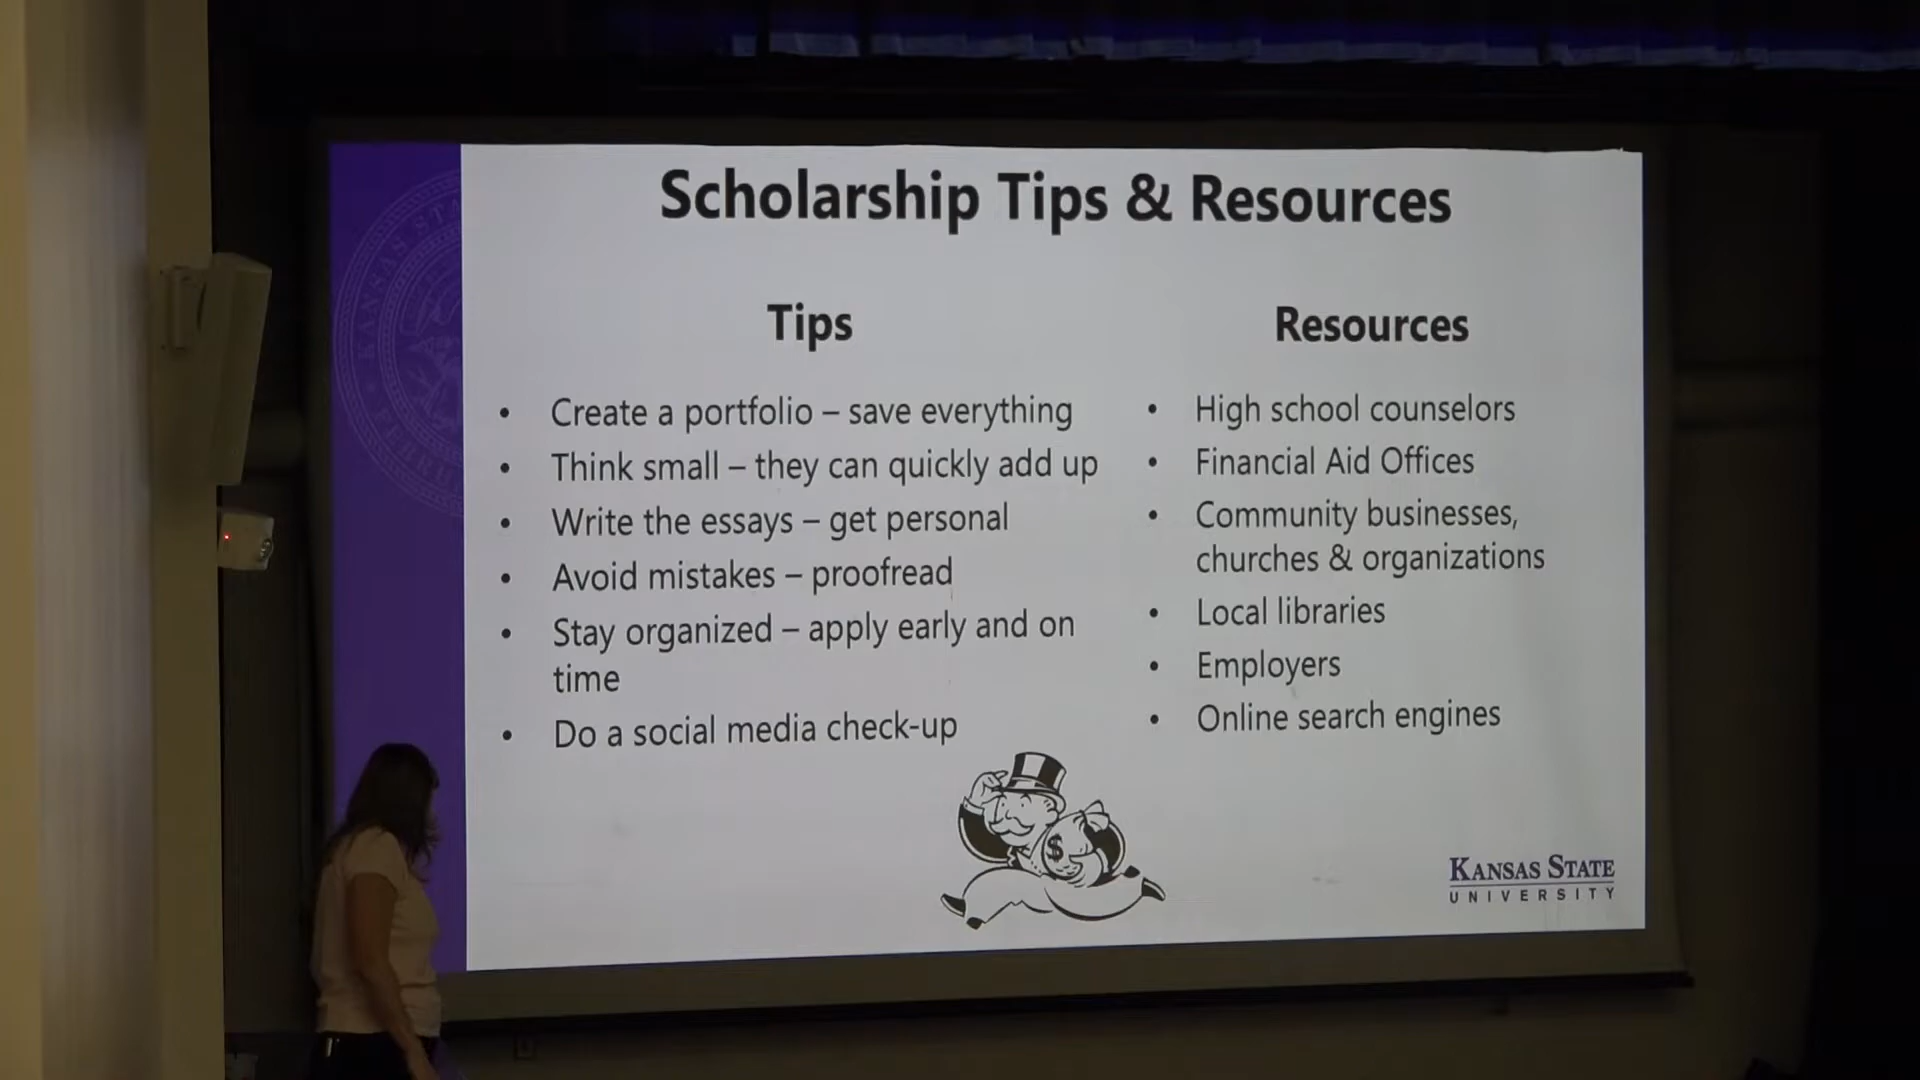 Scholarship Tips & Resources
Tips
• Create a portfolio – save everything
• Think small – they can quickly add up
• Write the essays – get personal
• Avoid mistakes – proofread
• Stay organized – apply early and on
time
• Do a social media check-up
Resources
• High school counselors
• Financial Aid Offices
• Community businesses,
churches & organizations
• Local libraries
• Employers
• Online search engines
$
KANSAS STATE
UNIVERSITY